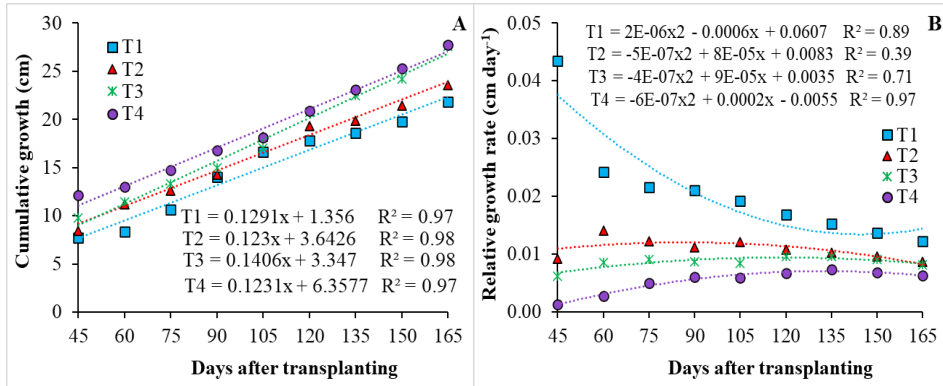 A
Cumulative growth (cm)
30
25
20
15
10
5
0
T1
T2
T3
T4
T1 = 0.1291x + 1.356 R² = 0.97
T2 = 0.123x + 3.6426 R² = 0.98
T3 = 0.1406x + 3.347 R² = 0.98
T4 = 0.1231x + 6.3577 R² = 0.97
45 60 75 90 105 120 135 150 165
Days after transplanting
B
Relative growth rate (cm day⁻¹)
0.05
0.04
0.03
0.02
0.01
0.00
T1 = 2E-06x2 - 0.0006x + 0.0607 R² = 0.89
T2 = -5E-07x2 + 8E-05x + 0.0083 R² = 0.39
T3 = -4E-07x2 + 9E-05x + 0.0035 R² = 0.71
T4 = -6E-07x2 + 0.0002x - 0.0055 R² = 0.97
T1
T2
T3
T4
45 60 75 90 105 120 135 150 165
Days after transplanting